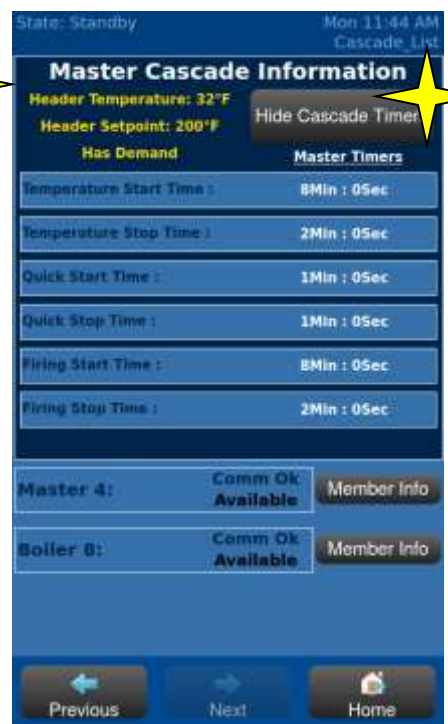 State: Standby Mon 11:44 AM
Cascade_List
Master Cascade Information
Header Temperature: 32°F
Header Setpoint: 200°F
Has Demand
Hide Cascade Timer
Master Timers
Temperature Start Time : 8Min : 0Sec
Temperature Stop Time : 2Min : 0Sec
Quick Start Time : 1Min : 0Sec
Quick Stop Time : 1Min : 0Sec
Firing Start Time : 8Min : 0Sec
Firing Stop Time : 2Min : 0Sec
Master 4: Comm Ok Available Member Info
Boiler 8: Comm Ok Available Member Info
Previous Next Home